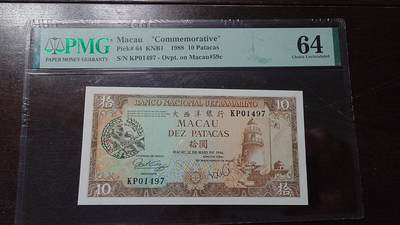 PMG
PAPER MONEY GUARANTY
Macau "Commemorative"
Pick# 64 KNB1 1988 10 Patacas
S/N KP01497 - Ovpt. on Macau#59c
64
Choice Uncirculated
拾
10
BANCO NACIONAL ULTRAMARINO
大西洋銀行
KP01497
MACAU
DEZ PATACAS
拾圓
KP01497
10
拾